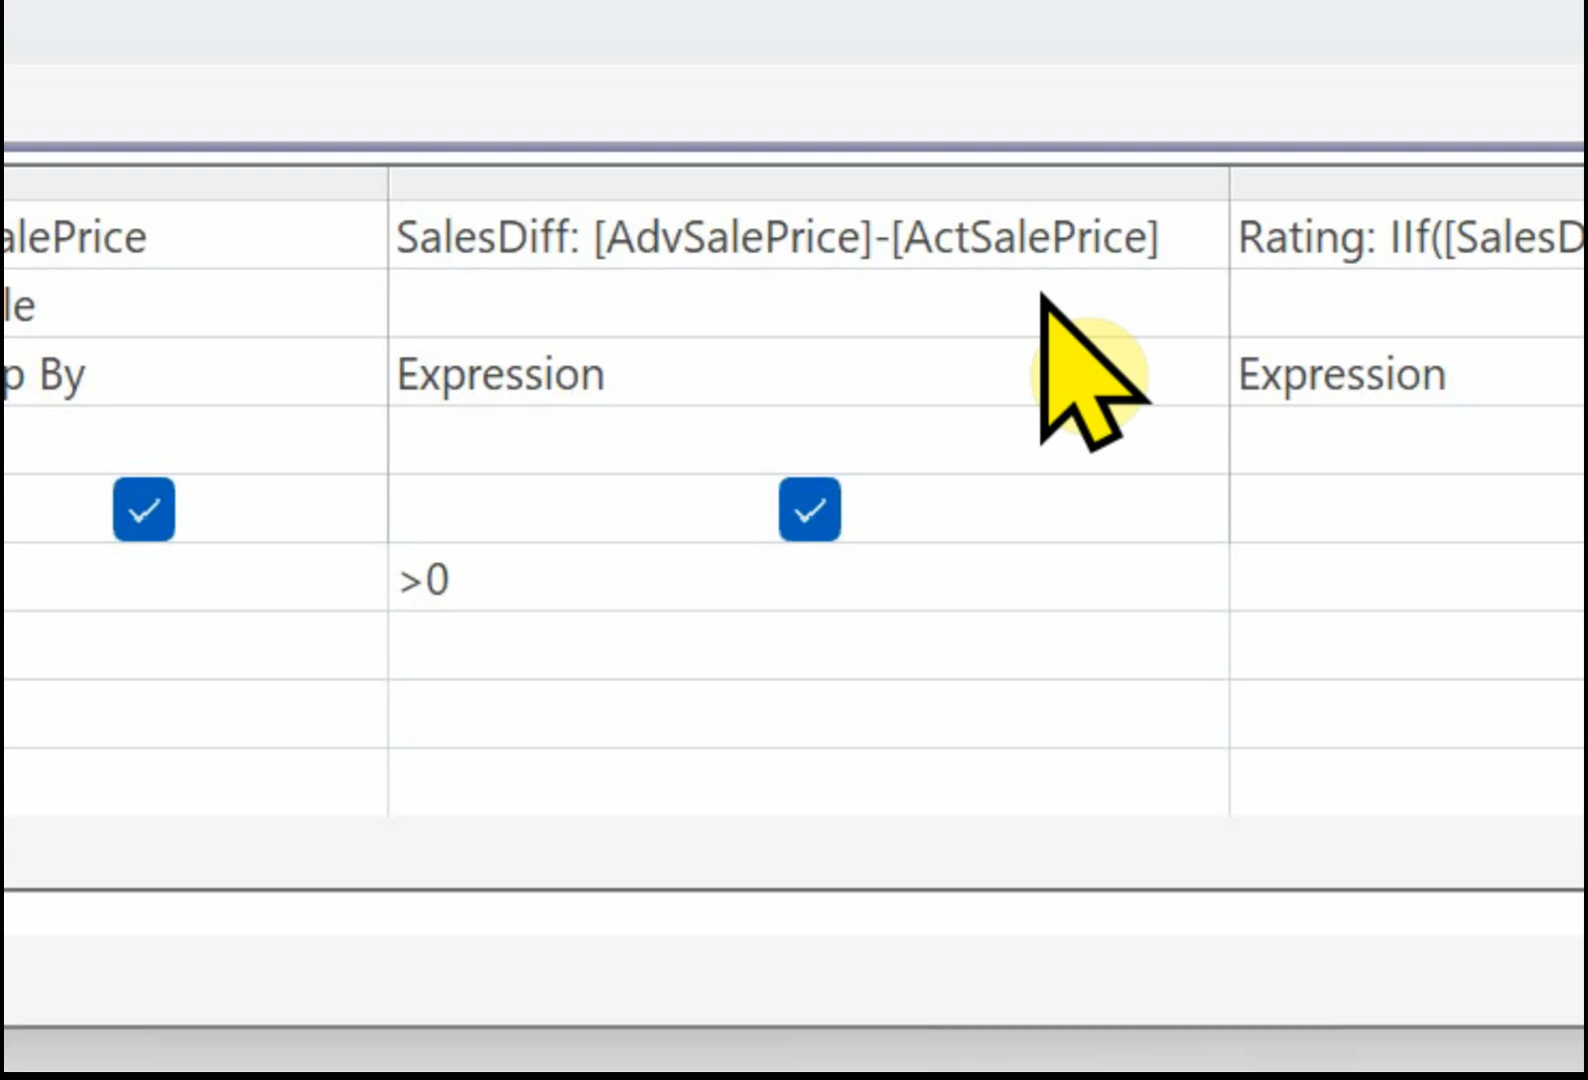 alePrice SalesDiff: [AdvSalePrice]-[ActSalePrice] Rating: IIf([SalesD
le
p By Expression Expression
>0